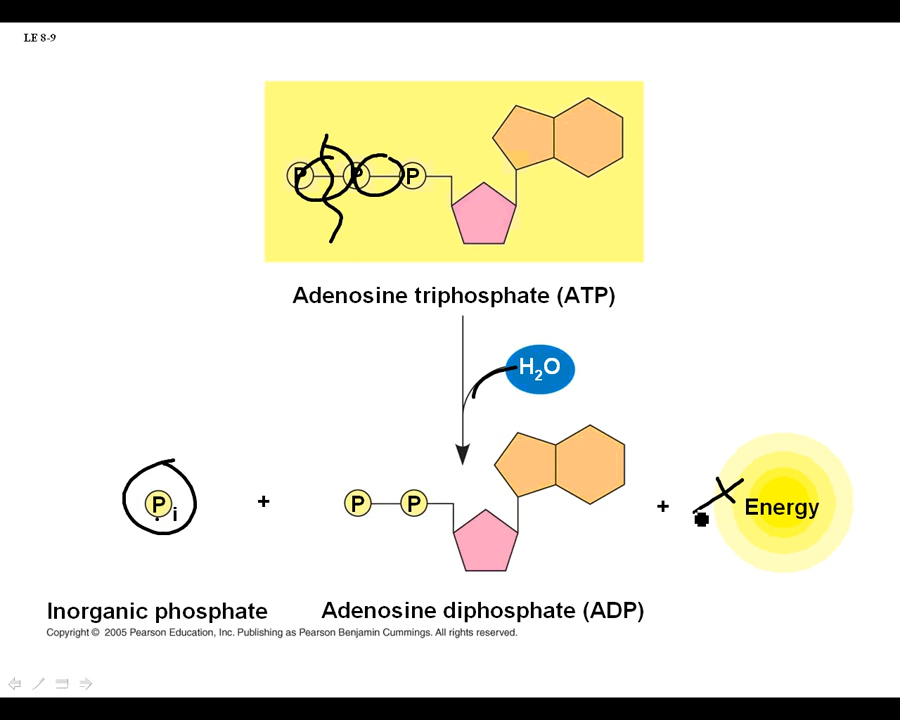 LE 8-9
P P P
Adenosine triphosphate (ATP)
H₂O
Pi + P P + Energy
Inorganic phosphate Adenosine diphosphate (ADP)
Copyright © 2005 Pearson Education, Inc. Publishing as Pearson Benjamin Cummings. All rights reserved.